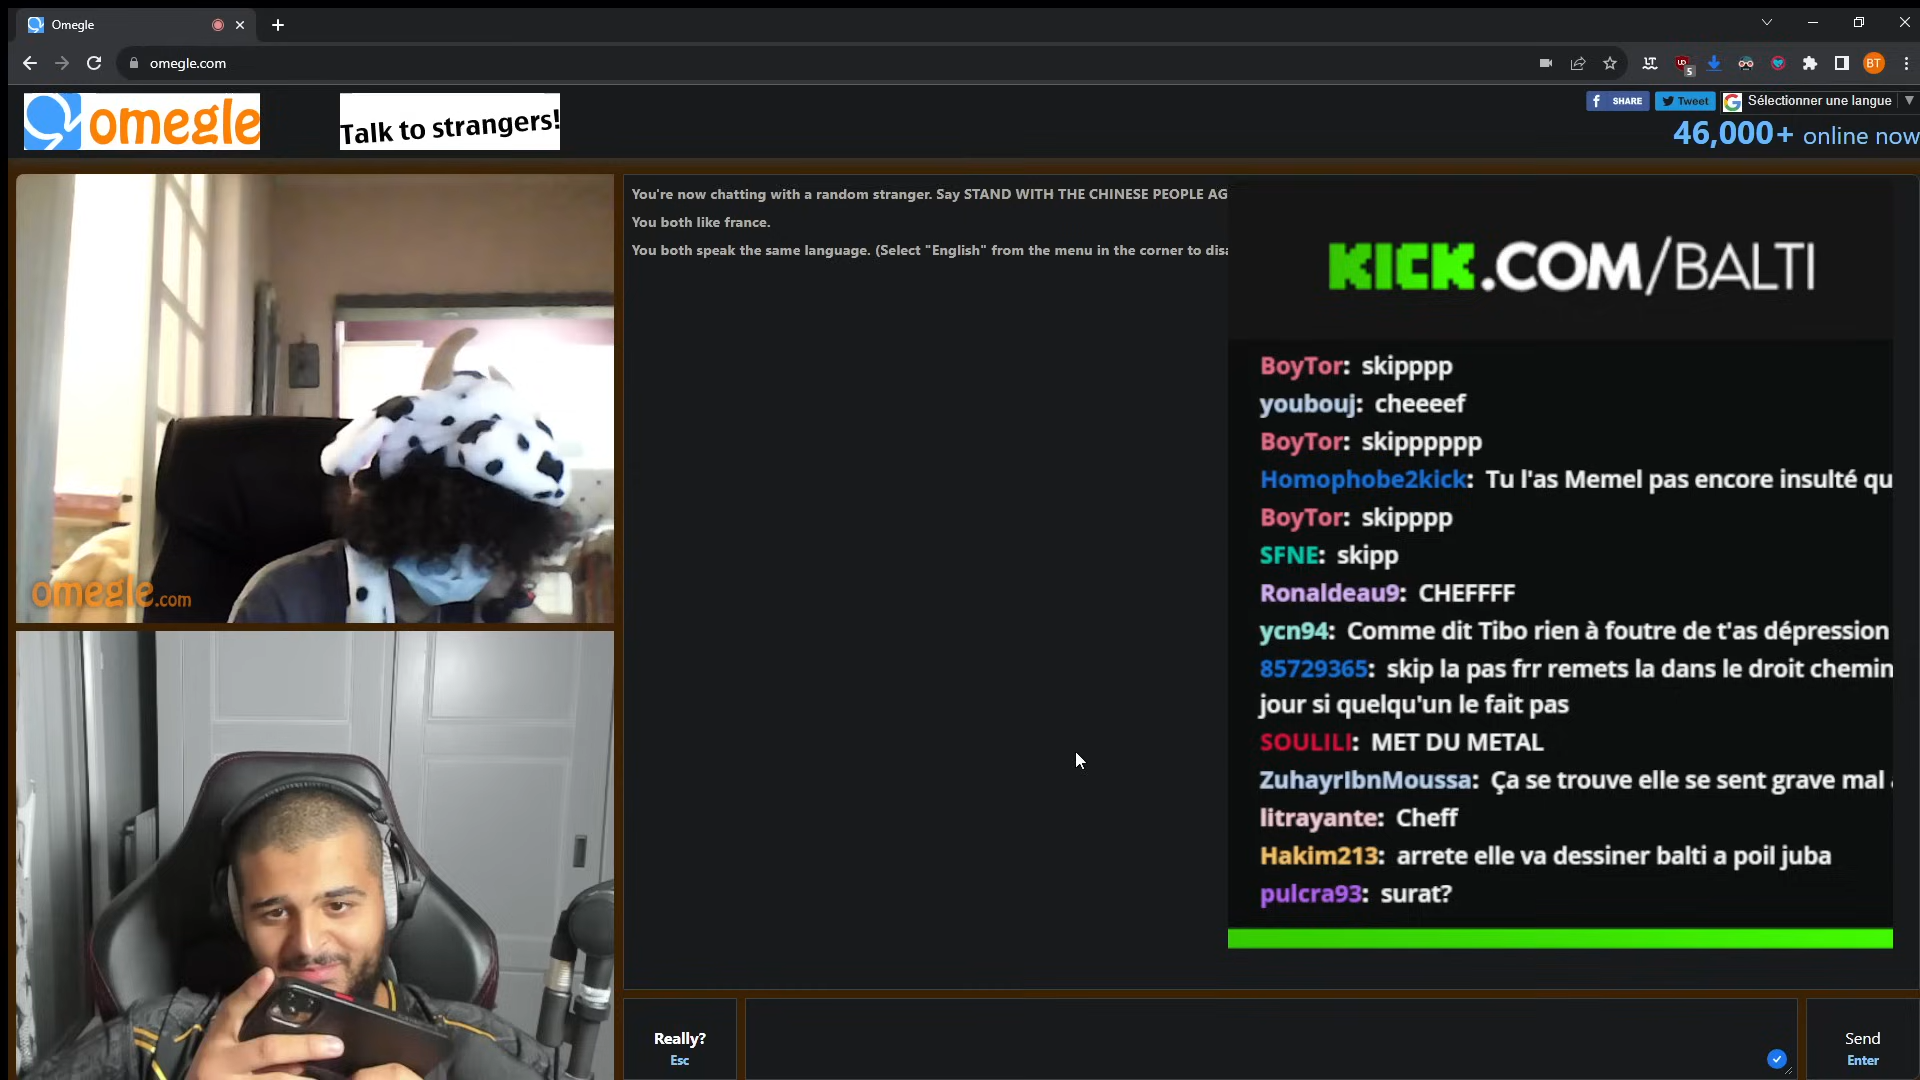 Omegle
omegle.com
5
BT
omegle
Talk to strangers!
SHARE
Tweet
Sélectionner une langue
46,000+ online now
You're now chatting with a random stranger. Say STAND WITH THE CHINESE PEOPLE AG
You both like france.
You both speak the same language. (Select "English" from the menu in the corner to disa
omegle.com
KICK.COM/BALTI
BoyTor: skipppp
youbouj: cheeeef
BoyTor: skipppppp
Homophobe2kick: Tu l'as Memel pas encore insulté qu
BoyTor: skipppp
SFNE: skipp
Ronaldeau9: CHEFFFF
ycn94: Comme dit Tibo rien à foutre de t'as dépression
85729365: skip la pas frr remets la dans le droit chemin
jour si quelqu'un le fait pas
SOULILI: MET DU METAL
ZuhayrIbnMoussa: Ça se trouve elle se sent grave mal
litrayante: Cheff
Hakim213: arrete elle va dessiner balti a poil juba
pulcra93: surat?
Really?
Esc
Send
Enter